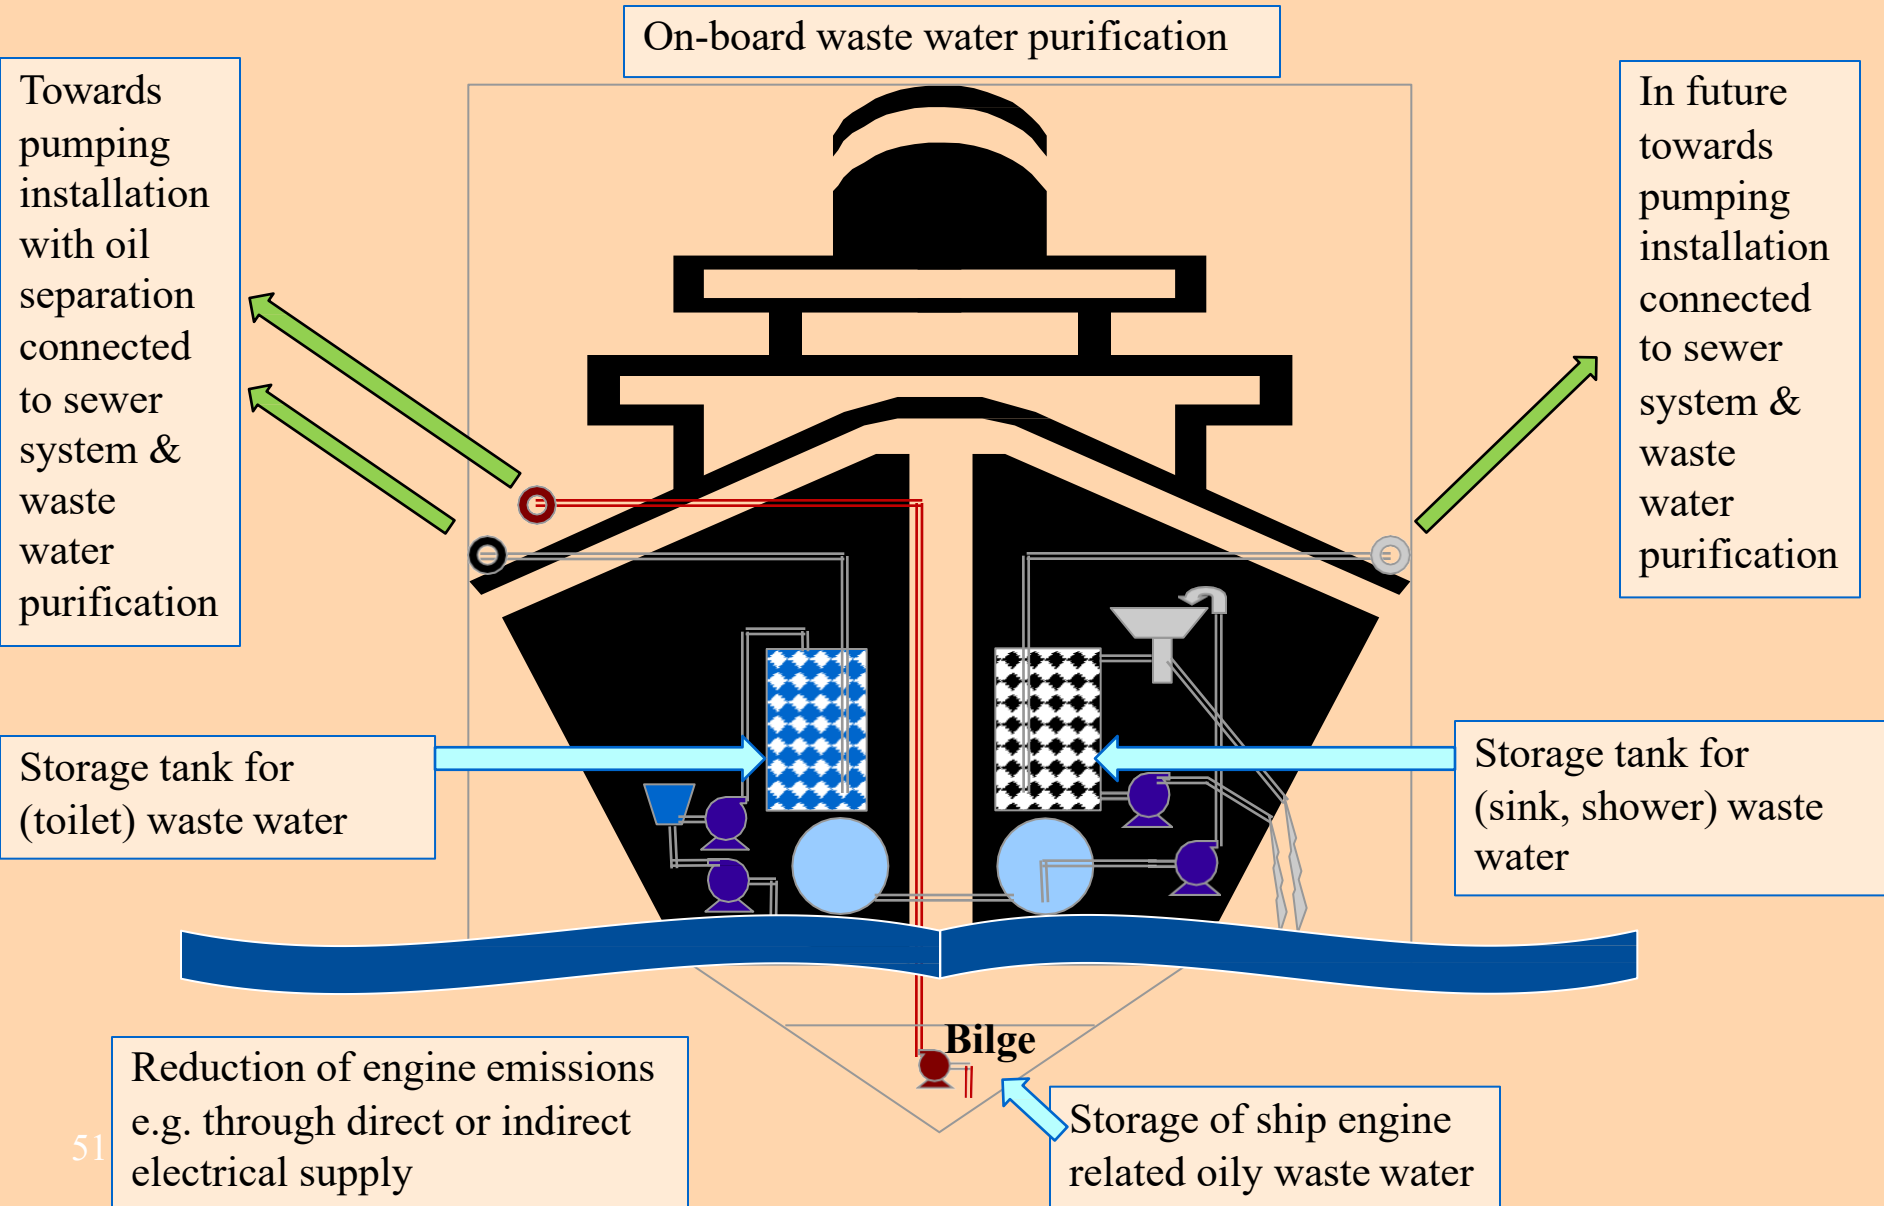 On-board waste water purification
Towards
pumping
installation
with oil
separation
connected
to sewer
system &
waste
water
purification
In future
towards
pumping
installation
connected
to sewer
system &
waste
water
purification
Storage tank for
(toilet) waste water
Storage tank for
(sink, shower) waste
water
Bilge
Reduction of engine emissions
e.g. through direct or indirect
electrical supply
Storage of ship engine
related oily waste water
51